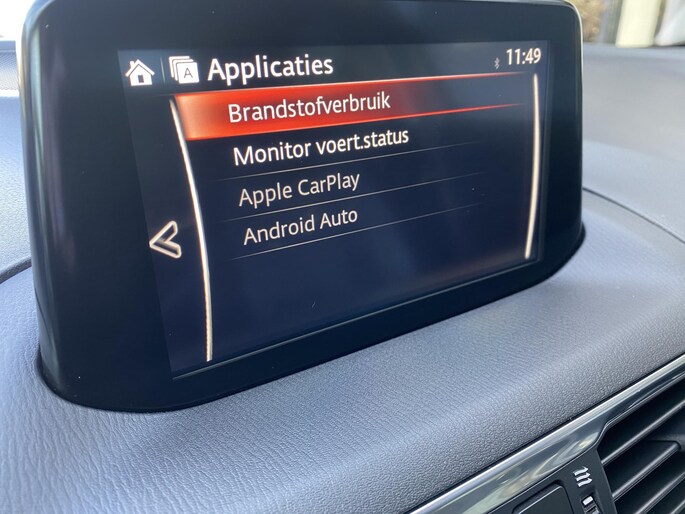 A Applicaties 11:49
Brandstofverbruik
Monitor voert.status
Apple CarPlay
Android Auto